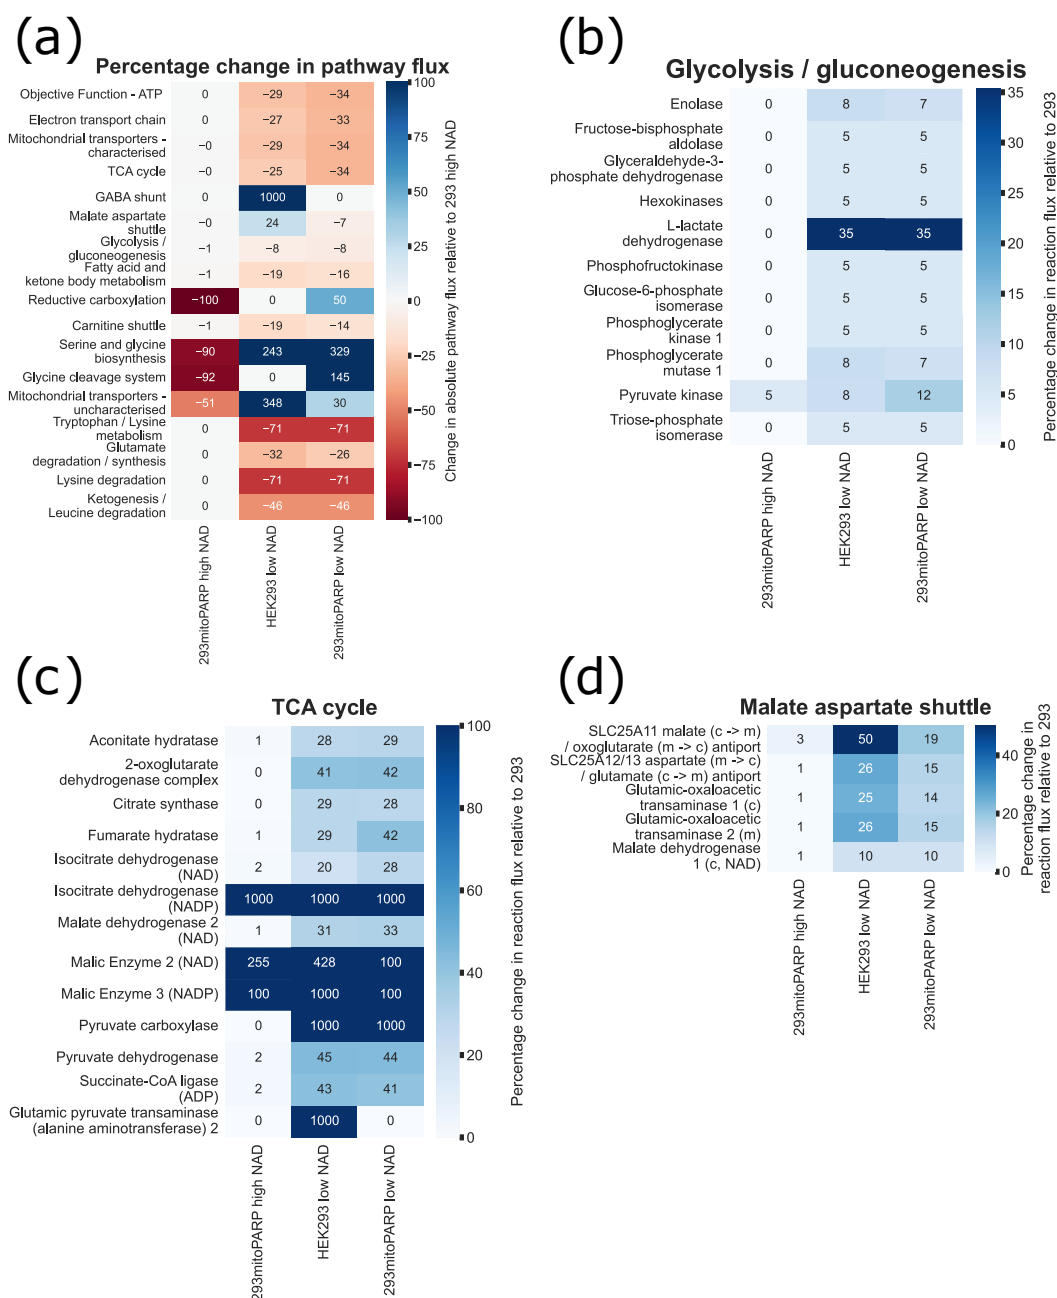 (a)
Percentage change in pathway flux
Objective Function - ATP 0 −29 −34
Electron transport chain 0 −27 −33
Mitochondrial transporters -
characterised −0 −29 −34
TCA cycle −0 −25 −34
GABA shunt 0 1000 0
Malate aspartate
shuttle −0 24 −7
Glycolysis /
gluconeogenesis −1 −8 −8
Fatty acid and
ketone body metabolism −1 −19 −16
Reductive carboxylation −100 0 50
Carnitine shuttle −1 −19 −14
Serine and glycine
biosynthesis −90 243 329
Glycine cleavage system −92 0 145
Mitochondrial transporters -
uncharacterised −51 348 30
Tryptophan / Lysine
metabolism 0 −71 −71
Glutamate
degradation / synthesis 0 −32 −26
Lysine degradation 0 −71 −71
Ketogenesis /
Leucine degradation 0 −46 −46
293mitoPARP high NAD
HEK293 low NAD
293mitoPARP low NAD
100
75
50
25
0
−25
−50
−75
−100
Change in absolute pathway flux relative to 293 high NAD
(b)
Glycolysis / gluconeogenesis
Enolase 0 8 7
Fructose-bisphosphate
aldolase 0 5 5
Glyceraldehyde-3-
phosphate dehydrogenase 0 5 5
Hexokinases 0 5 5
L-lactate
dehydrogenase 0 35 35
Phosphofructokinase 0 5 5
Glucose-6-phosphate
isomerase 0 5 5
Phosphoglycerate
kinase 1 0 5 5
Phosphoglycerate
mutase 1 0 8 7
Pyruvate kinase 5 8 12
Triose-phosphate
isomerase 0 5 5
293mitoPARP high NAD
HEK293 low NAD
293mitoPARP low NAD
35
30
25
20
15
10
5
0
Percentage change in reaction flux relative to 293
(c)
TCA cycle
Aconitate hydratase 1 28 29
2-oxoglutarate
dehydrogenase complex 0 41 42
Citrate synthase 0 29 28
Fumarate hydratase 1 29 42
Isocitrate dehydrogenase
(NAD) 2 20 28
Isocitrate dehydrogenase
(NADP) 1000 1000 1000
Malate dehydrogenase 2
(NAD) 1 31 33
Malic Enzyme 2 (NAD) 255 428 100
Malic Enzyme 3 (NADP) 100 1000 100
Pyruvate carboxylase 0 1000 1000
Pyruvate dehydrogenase 2 45 44
Succinate-CoA ligase
(ADP) 2 43 41
Glutamic pyruvate transaminase
(alanine aminotransferase) 2 0 1000 0
293mitoPARP high NAD
HEK293 low NAD
293mitoPARP low NAD
100
80
60
40
20
0
Percentage change in reaction flux relative to 293
(d)
Malate aspartate shuttle
SLC25A11 malate (c -> m)
/ oxoglutarate (m -> c) antiport 3 50 19
SLC25A12/13 aspartate (m -> c)
/ glutamate (c -> m) antiport 1 26 15
Glutamic-oxaloacetic
transaminase 1 (c) 1 25 14
Glutamic-oxaloacetic
transaminase 2 (m) 1 26 15
Malate dehydrogenase
1 (c, NAD) 1 10 10
293mitoPARP high NAD
HEK293 low NAD
293mitoPARP low NAD
40
20
0
Percentage change in
reaction flux relative to 293